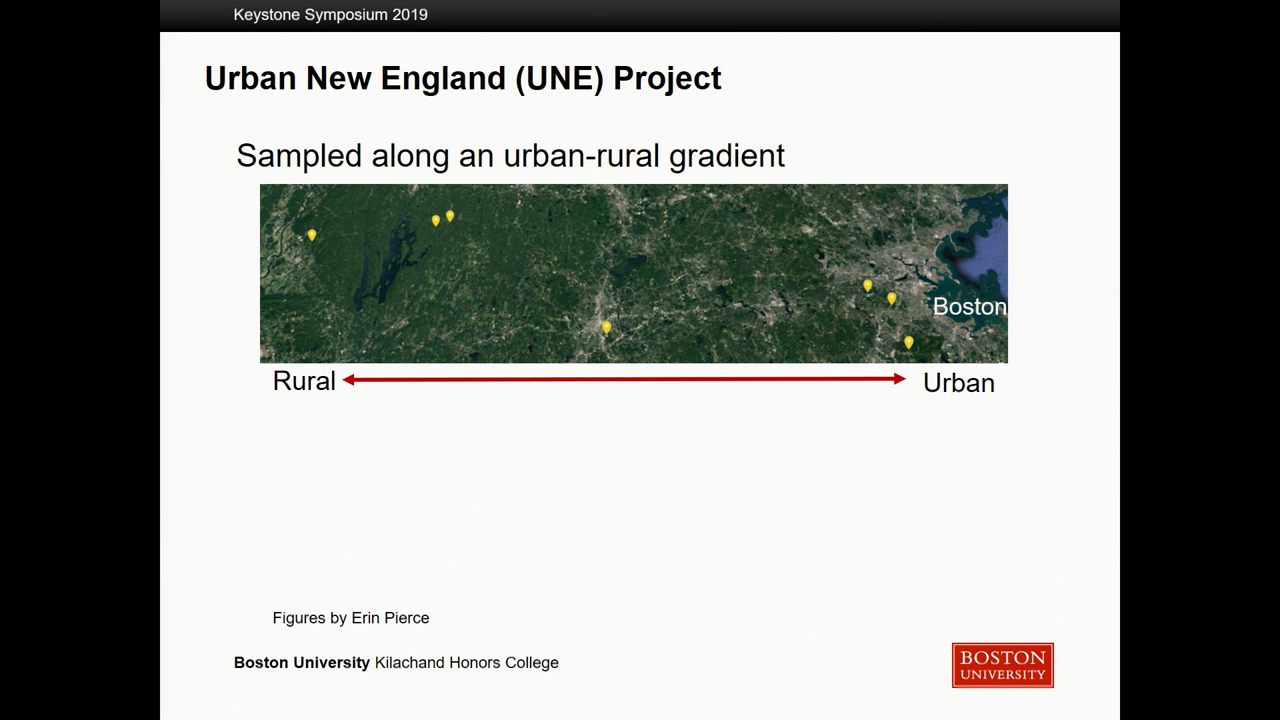 Keystone Symposium 2019
Urban New England (UNE) Project
Sampled along an urban-rural gradient
Boston
Rural
Urban
Figures by Erin Pierce
Boston University Kilachand Honors College
BOSTON
UNIVERSITY